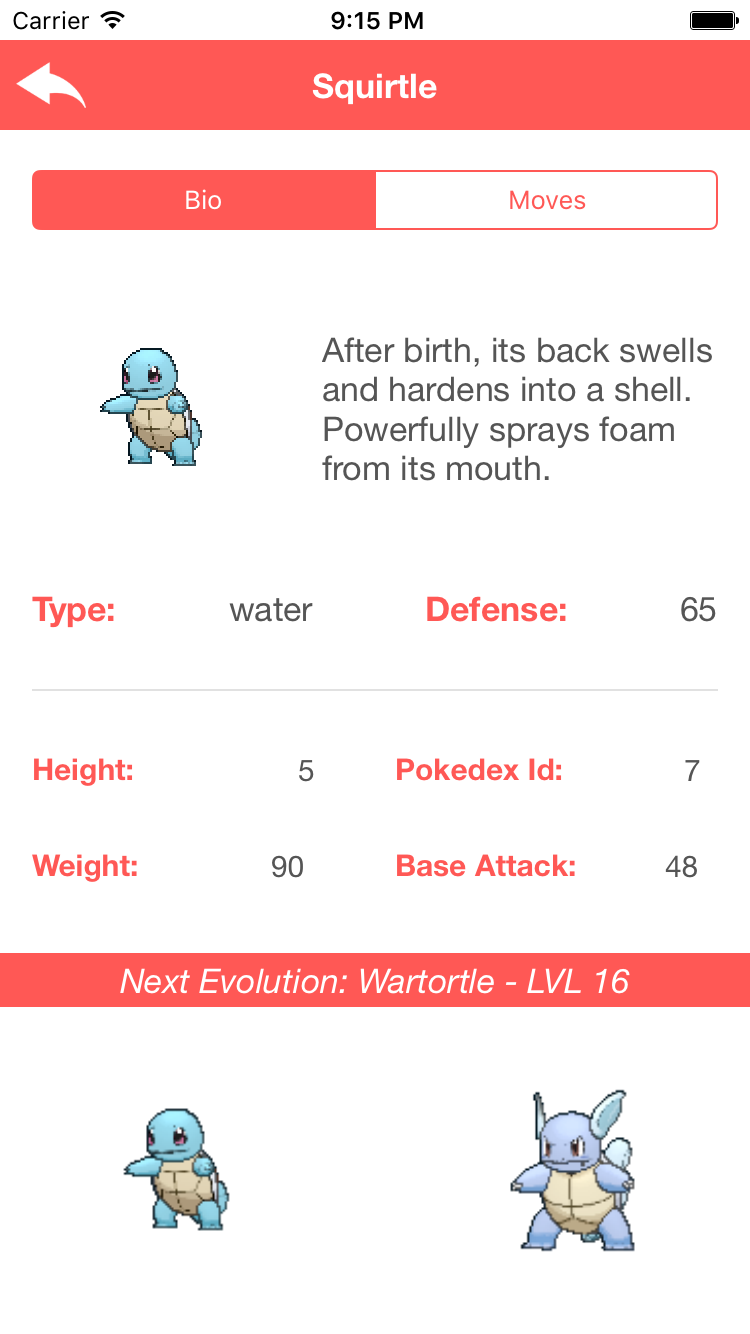 Carrier 9:15 PM
Squirtle
Bio Moves
After birth, its back swells
and hardens into a shell.
Powerfully sprays foam
from its mouth.
Type: water Defense: 65
Height: 5 Pokedex Id: 7
Weight: 90 Base Attack: 48
Next Evolution: Wartortle - LVL 16